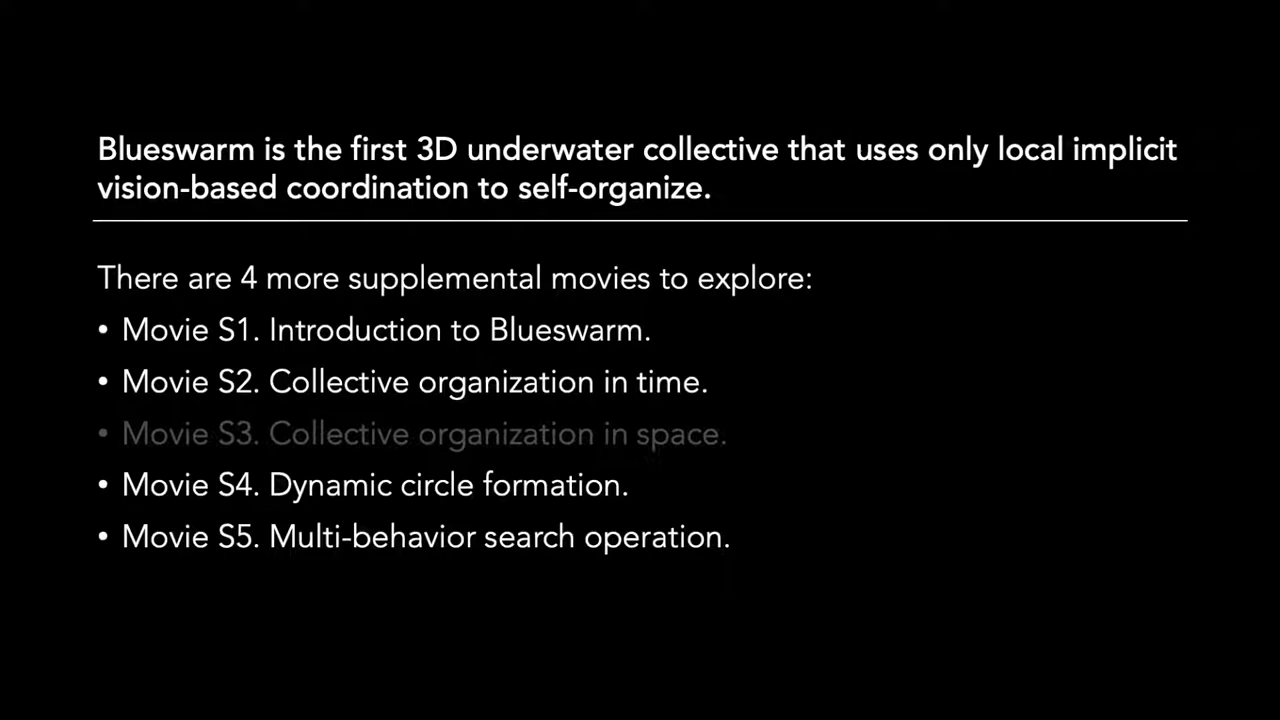 Blueswarm is the first 3D underwater collective that uses only local implicit
vision-based coordination to self-organize.
There are 4 more supplemental movies to explore:
• Movie S1. Introduction to Blueswarm.
• Movie S2. Collective organization in time.
• Movie S3. Collective organization in space.
• Movie S4. Dynamic circle formation.
• Movie S5. Multi-behavior search operation.